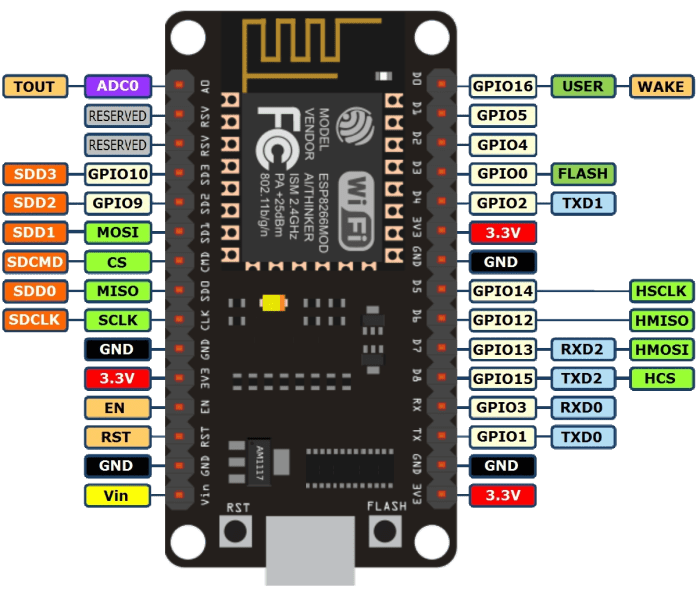 TOUT ADC0 A0 D0 GPIO16 USER WAKE
RESERVED RSV D1 GPIO5
RESERVED RSV D2 GPIO4
SDD3 GPIO10 SD3 D3 GPIO0 FLASH
SDD2 GPIO9 SD2 D4 GPIO2 TXD1
SDD1 MOSI SD1 3V3 3.3V
SDCMD CS CMD GND GND
SDD0 MISO SD0 D5 GPIO14 HSCLK
SDCLK SCLK CLK D6 GPIO12 HMISO
GND GND D7 GPIO13 RXD2 HMOSI
3.3V 3V3 D8 GPIO15 TXD2 HCS
EN EN RX GPIO3 RXD0
RST RST TX GPIO1 TXD0
GND GND GND GND
Vin Vin 3V3 3.3V
MODEL ESP8266MOD
VENDOR AI/THINKER
ISM 2.4GHz
PA +25dBm
802.11b/g/n
FC
WiFi
AM1117
RST
FLASH